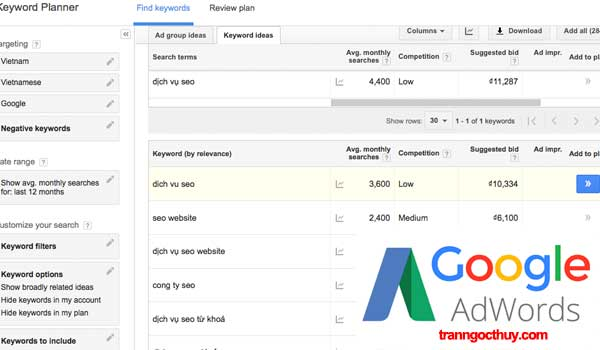 Keyword Planner
Find keywords
Review plan
Targeting
Vietnam
Vietnamese
Google
Negative keywords
Date range
Show avg. monthly searches
for: last 12 months
Customize your search
Keyword filters
Keyword options
Show broadly related ideas
Hide keywords in my account
Hide keywords in my plan
Keywords to include
Ad group ideas
Keyword ideas
Columns
Download
Add all (28
Search terms
Avg. monthly searches
Competition
Suggested bid
Ad impr.
Add to pl
dịch vụ seo 4,400 Low ₫11,287
Show rows: 30 1 - 1 of 1 keywords
Keyword (by relevance)
Avg. monthly searches
Competition
Suggested bid
Ad impr.
Add to pl
dich vu seo 3,600 Low ₫10,334
seo website 2,400 Medium ₫6,100
dịch vụ seo website
cong ty seo
dịch vụ seo từ khoá
Google
AdWords
tranngocthuy.com